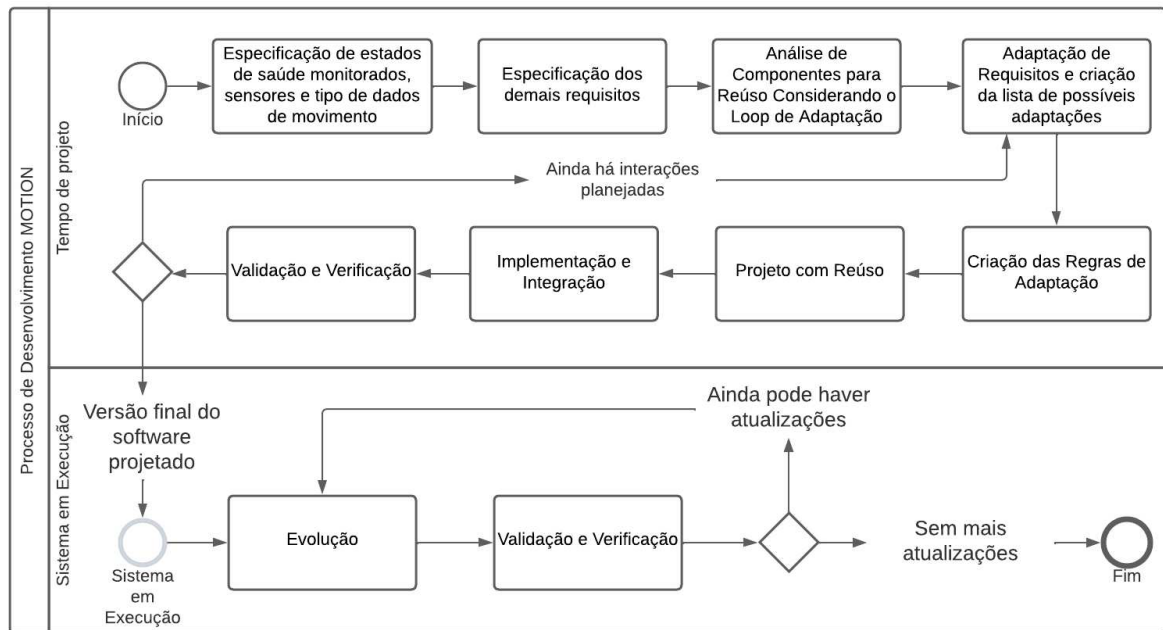 Processo de Desenvolvimento MOTION
Tempo de projeto
Início
Especificação de estados
de saúde monitorados,
sensores e tipo de dados
de movimento
Especificação dos
demais requisitos
Análise de
Componentes para
Reúso Considerando o
Loop de Adaptação
Adaptação de
Requisitos e criação
da lista de possíveis
adaptações
Ainda há interações
planejadas
Validação e Verificação
Implementação e
Integração
Projeto com Reúso
Criação das Regras de
Adaptação
Sistema em Execução
Versão final do
software
projetado
Ainda pode haver
atualizações
Sistema
em
Execução
Evolução
Validação e Verificação
Sem mais
atualizações
Fim